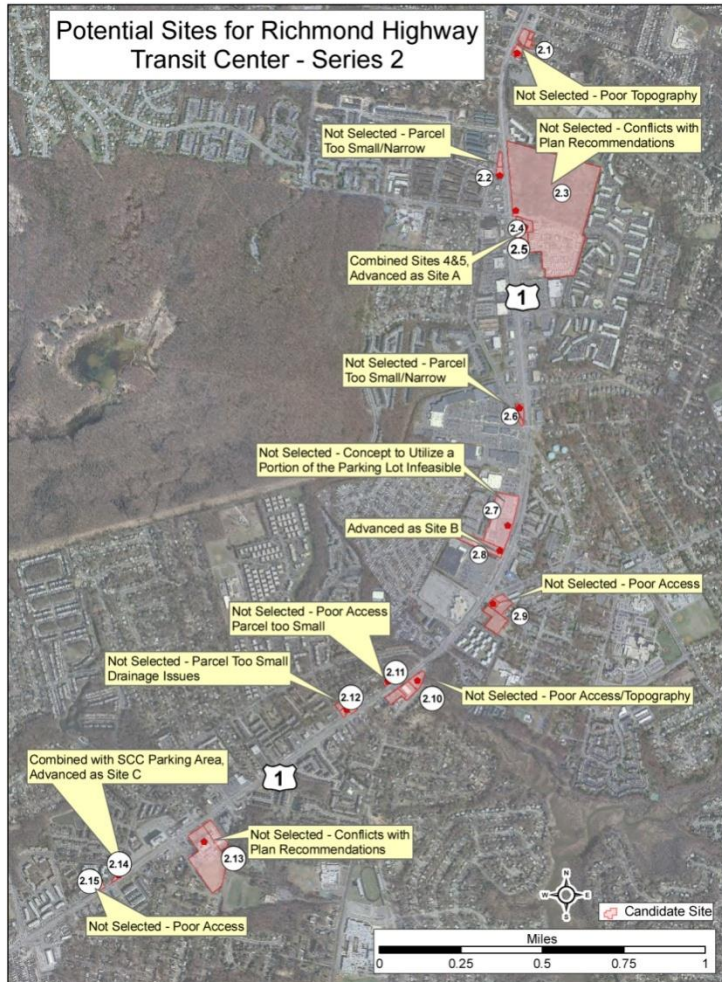 Potential Sites for Richmond Highway
Transit Center - Series 2
2.1
Not Selected - Poor Topography
Not Selected - Parcel
Too Small/Narrow
Not Selected - Conflicts with
Plan Recommendations
2.2
2.3
2.4
2.5
Combined Sites 4&5,
Advanced as Site A
1
Not Selected - Parcel
Too Small/Narrow
2.6
Not Selected - Concept to Utilize a
Portion of the Parking Lot Infeasible
2.7
Advanced as Site B
2.8
Not Selected - Poor Access
2.9
Not Selected - Poor Access
Parcel too Small
Not Selected - Parcel Too Small
Drainage Issues
2.11
2.10
2.12
Not Selected - Poor Access/Topography
Combined with SCC Parking Area,
Advanced as Site C
1
Not Selected - Conflicts with
Plan Recommendations
2.13
2.14
2.15
Not Selected - Poor Access
N
W
E
S
Candidate Site
Miles
0 0.25 0.5 0.75 1